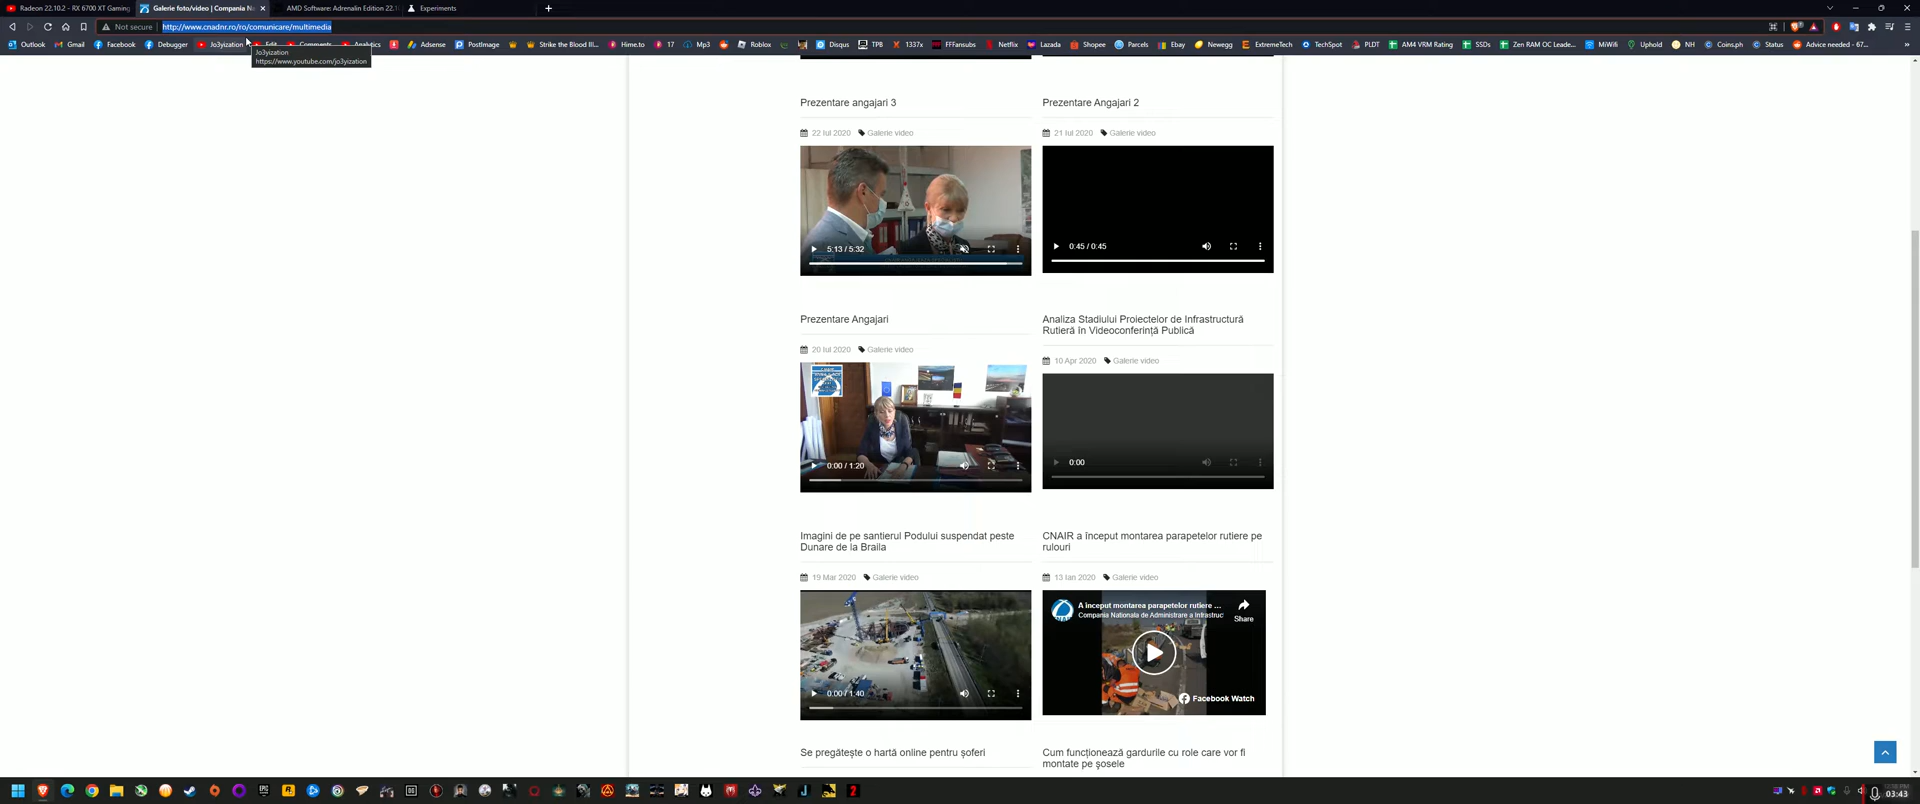 Radeon 22.10.2 - RX 6700 XT Gaming
Galerie foto/video | Compania N
AMD Software: Adrenalin Edition 22.1
Experiments
Not secure http://www.cnadnr.ro/ro/comunicare/multimedia
Outlook Gmail Facebook Debugger Jo3yization Edit Comments Analytics Adsense PostImage Strike the Blood III... Hime.to 17 Mp3 Roblox Disqus TPB 1337x FFFansubs Netflix Lazada Shopee Parcels Ebay Newegg ExtremeTech TechSpot PLDT AM4 VRM Rating SSDs Zen RAM OC Leade... MiWifi Uphold NH Coins.ph Status Advice needed - 67...
Jo3yization
https://www.youtube.com/jo3yization
Prezentare angajari 3
Prezentare Angajari 2
22 Iul 2020 Galerie video
21 Iul 2020 Galerie video
5:13 / 5:32
0:45 / 0:45
Prezentare Angajari
Analiza Stadiului Proiectelor de Infrastructură
Rutieră în Videoconferință Publică
20 Iul 2020 Galerie video
10 Apr 2020 Galerie video
0:00 / 1:20
0:00
Imagini de pe santierul Podului suspendat peste
Dunare de la Braila
CNAIR a început montarea parapetelor rutiere pe
rulouri
19 Mar 2020 Galerie video
13 Ian 2020 Galerie video
A început montarea parapetelor rutiere ...
Compania Nationala de Administrare a Infrastruct
Share
0:00 / 1:40
Facebook Watch
Se pregătește o hartă online pentru șoferi
Cum funcționează gardurile cu role care vor fi
montate pe șosele
03:43